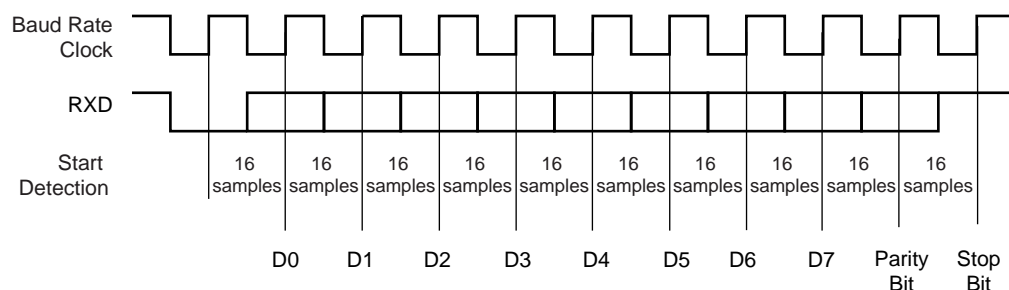 Baud Rate
Clock
RXD
Start
Detection
16
samples
16
samples
16
samples
16
samples
16
samples
16
samples
16
samples
16
samples
16
samples
16
samples
D0
D1
D2
D3
D4
D5
D6
D7
Parity
Bit
Stop
Bit